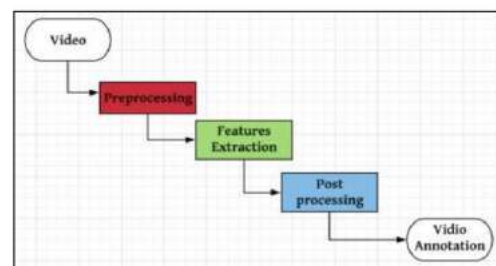 Video
Preprocessing
Features
Extraction
Post
processing
Vidio
Annotation